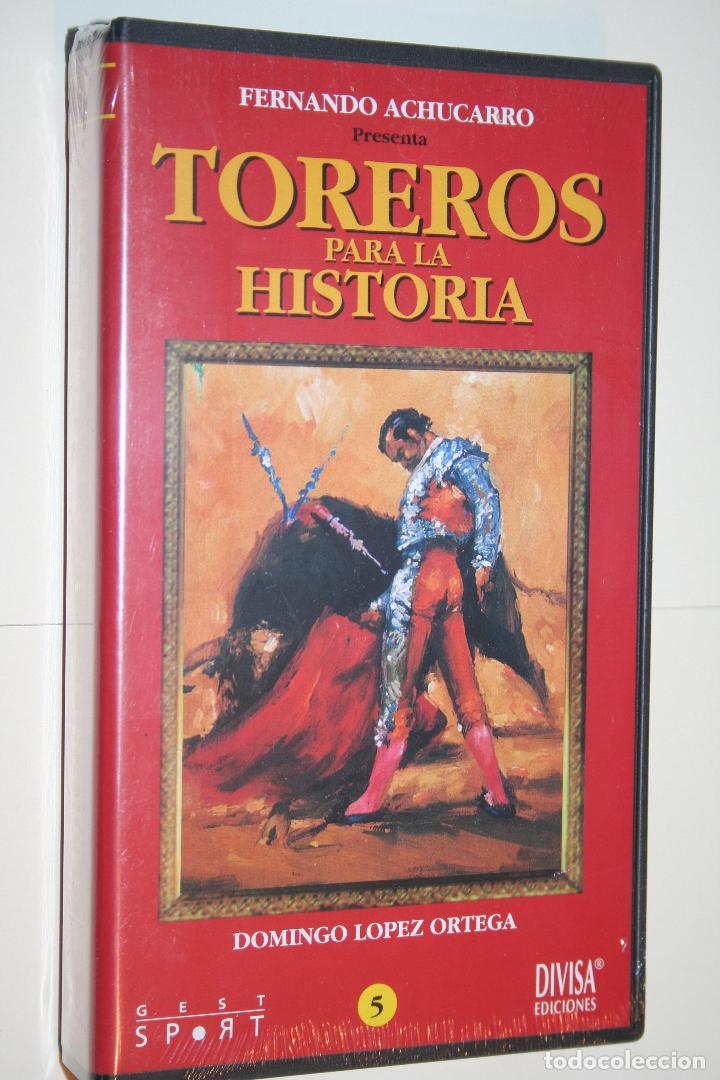 FERNANDO ACHUCARRO
Presenta
TOREROS
PARA LA
HISTORIA
DOMINGO LOPEZ ORTEGA
GEST
SPORT
5
DIVISA®
EDICIONES
todocoleccion